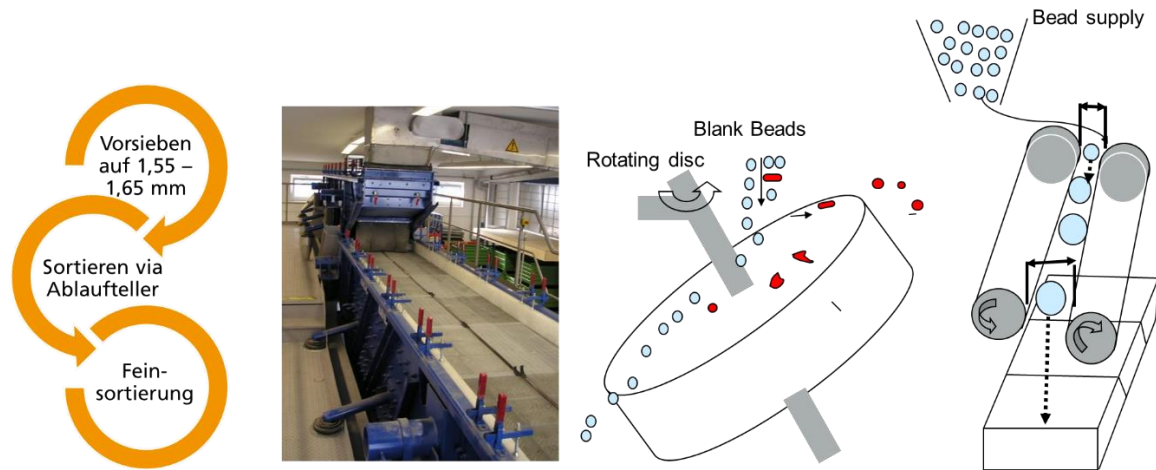 Vorsieben
auf 1,55 –
1,65 mm
Sortieren via
Ablaufteller
Fein-
sortierung
Blank Beads
Rotating disc
Bead supply